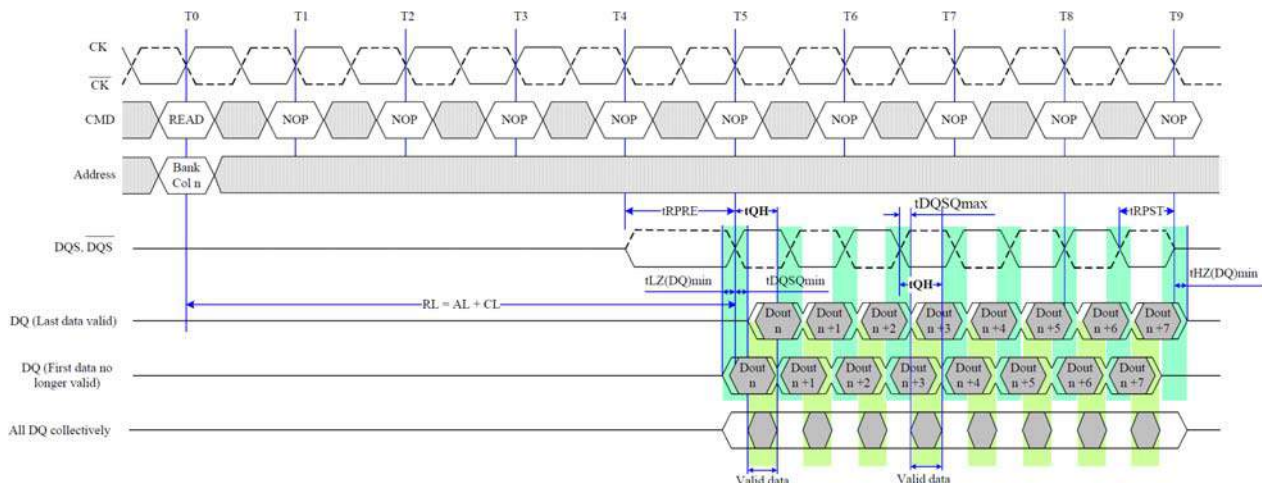 T0 T1 T2 T3 T4 T5 T6 T7 T8 T9
CK
CK
CMD READ NOP NOP NOP NOP NOP NOP NOP NOP NOP
Address Bank
Col n
tRPRE tQH tDQSQmax tRPST
DQS, DQS
tLZ(DQ)min tDQSQmin tQH tHZ(DQ)min
RL = AL + CL
DQ (Last data valid) Dout Dout Dout Dout Dout Dout Dout Dout
n n +1 n +2 n +3 n +4 n +5 n +6 n +7
DQ (First data no
longer valid)
Dout Dout Dout Dout Dout Dout Dout Dout
n n +1 n +2 n +3 n +4 n +5 n +6 n +7
All DQ collectively
Valid data Valid data